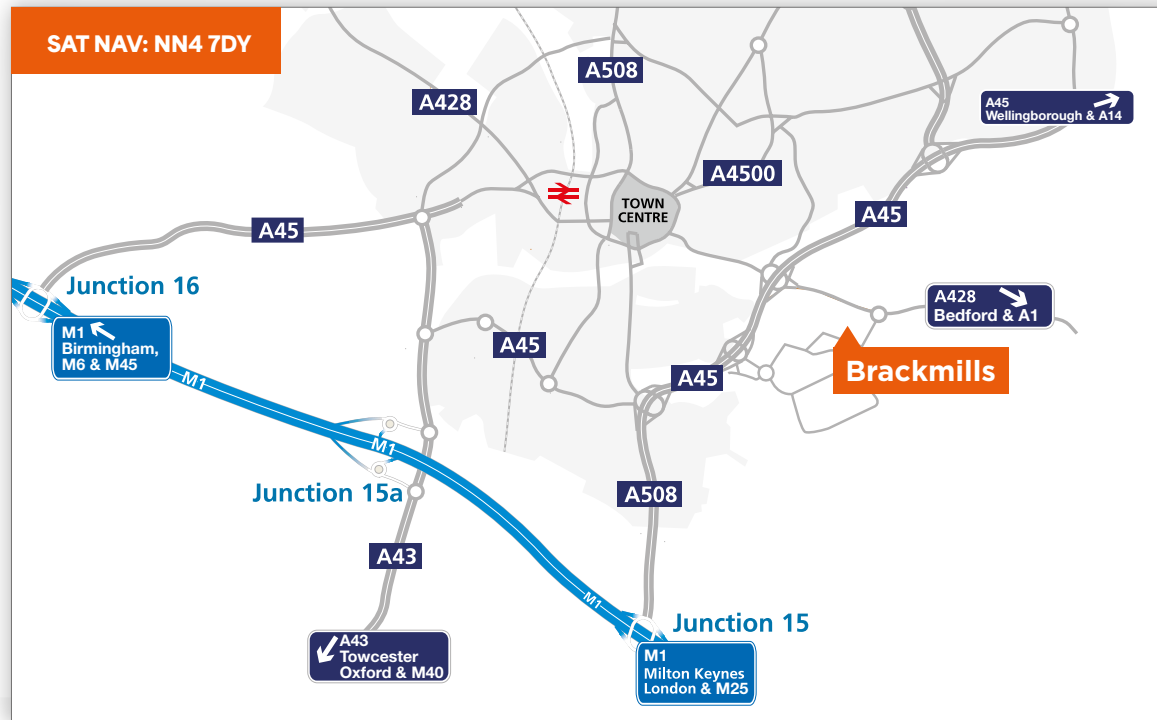 SAT NAV: NN4 7DY
A508
A428
A45
Wellingborough & A14
A4500
TOWN
CENTRE
A45
A45
Junction 16
A428
Bedford & A1
M1
Birmingham,
M6 & M45
A45
A45
Brackmills
M1
M1
Junction 15a
A508
A43
M1
Junction 15
A43
Towcester
Oxford & M40
M1
Milton Keynes
London & M25